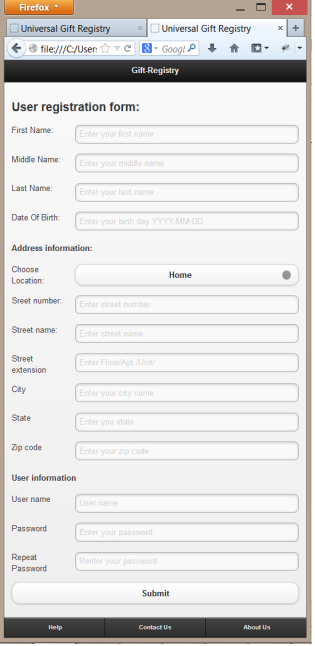 Firefox
Universal Gift Registry × Universal Gift Registry × +
file:///C:/Users Googl
Gift-Registry
User registration form:
First Name: Enter your first name
Middle Name: Enter your middle name
Last Name: Enter your last name
Date Of Birth: Enter your berth day YYYY-MM-DD
Address information:
Choose
Location: Home
Sreet number: Enter street number
Street name: Enter street name
Street
extension Enter Floor/Apt./Unit/
City Enter your city name
State Enter you state
Zip code Enter your zip code
User information
User name User name
Password Enter your password
Repeat
Password Renter your password
Submit
Help Contact Us About Us